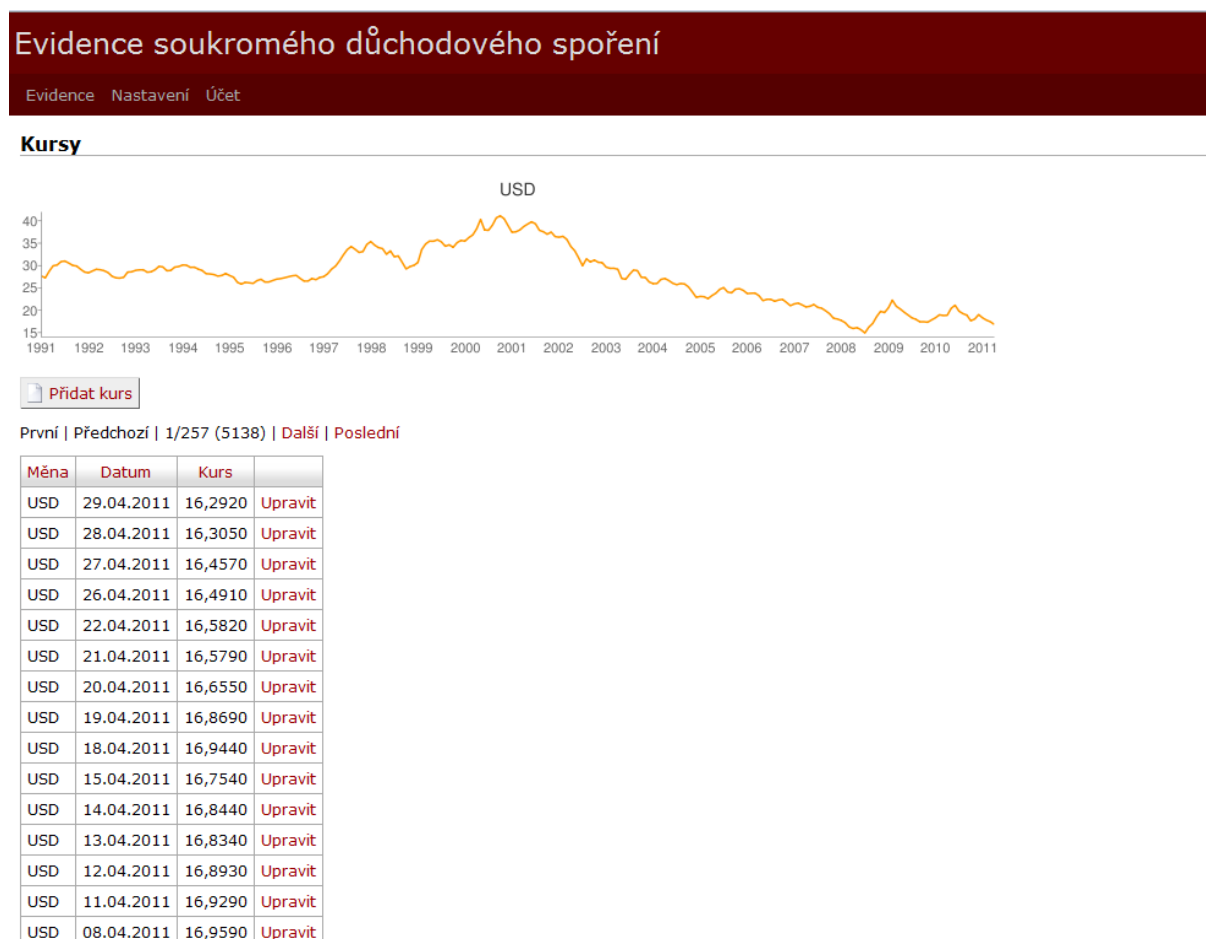 Evidence soukromého důchodového spoření
Evidence Nastavení Účet
Kursy
USD
40
35
30
25
20
15
1991 1992 1993 1994 1995 1996 1997 1998 1999 2000 2001 2002 2003 2004 2005 2006 2007 2008 2009 2010 2011
Přidat kurs
První | Předchozí | 1/257 (5138) | Další | Poslední
Měna Datum Kurs
USD 29.04.2011 16,2920 Upravit
USD 28.04.2011 16,3050 Upravit
USD 27.04.2011 16,4570 Upravit
USD 26.04.2011 16,4910 Upravit
USD 22.04.2011 16,5820 Upravit
USD 21.04.2011 16,5790 Upravit
USD 20.04.2011 16,6550 Upravit
USD 19.04.2011 16,8690 Upravit
USD 18.04.2011 16,9440 Upravit
USD 15.04.2011 16,7540 Upravit
USD 14.04.2011 16,8440 Upravit
USD 13.04.2011 16,8340 Upravit
USD 12.04.2011 16,8930 Upravit
USD 11.04.2011 16,9290 Upravit
USD 08.04.2011 16,9590 Upravit